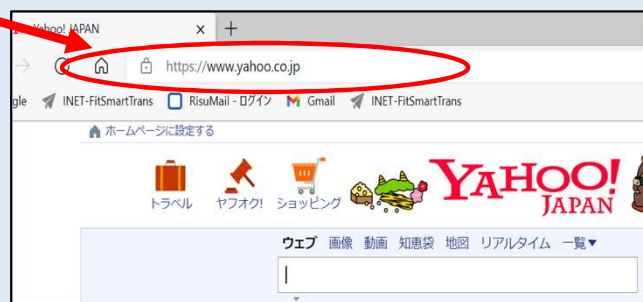 Yahoo! JAPAN × +
https://www.yahoo.co.jp
gle INET-FitSmartTrans RisuMail - ログイン M Gmail INET-FitSmartTrans
ホームページに設定する
YAHOO!
JAPAN
トラベル ヤフオク! ショッピング
ウェブ 画像 動画 知恵袋 地図 リアルタイム 一覧▼